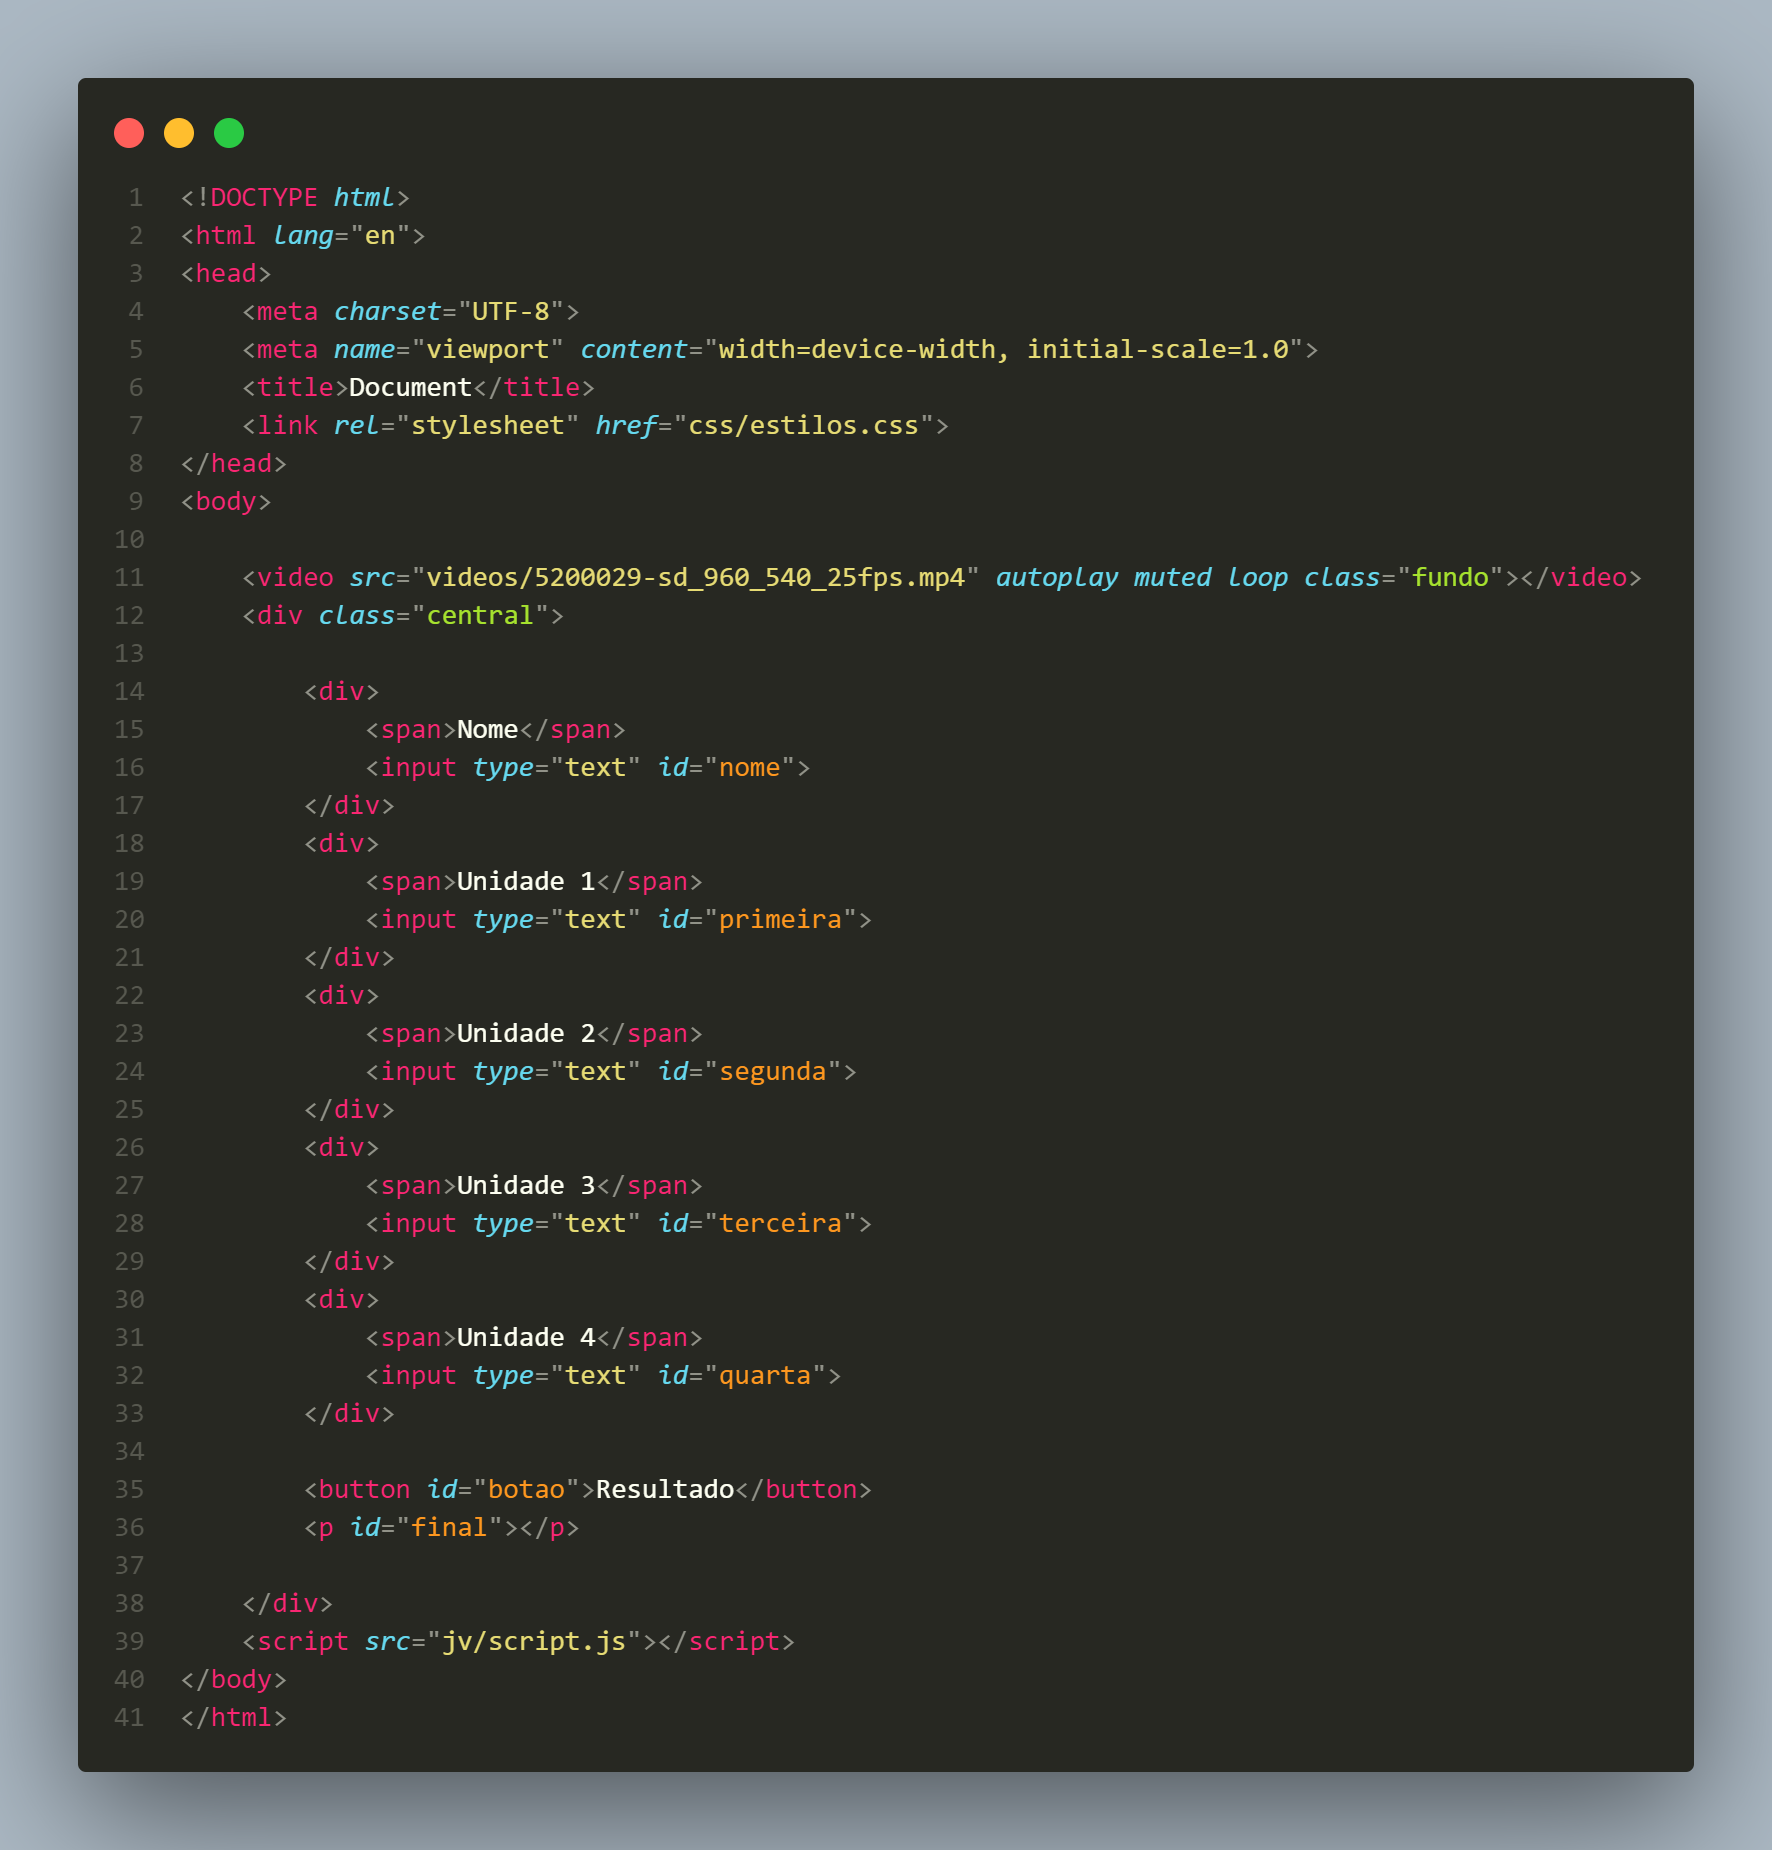 1 <!DOCTYPE html>
2 <html lang="en">
3 <head>
4     <meta charset="UTF-8">
5     <meta name="viewport" content="width=device-width, initial-scale=1.0">
6     <title>Document</title>
7     <link rel="stylesheet" href="css/estilos.css">
8 </head>
9 <body>
10
11     <video src="videos/5200029-sd_960_540_25fps.mp4" autoplay muted loop class="fundo"></video>
12     <div class="central">
13
14         <div>
15             <span>Nome</span>
16             <input type="text" id="nome">
17         </div>
18         <div>
19             <span>Unidade 1</span>
20             <input type="text" id="primeira">
21         </div>
22         <div>
23             <span>Unidade 2</span>
24             <input type="text" id="segunda">
25         </div>
26         <div>
27             <span>Unidade 3</span>
28             <input type="text" id="terceira">
29         </div>
30         <div>
31             <span>Unidade 4</span>
32             <input type="text" id="quarta">
33         </div>
34
35         <button id="botao">Resultado</button>
36         <p id="final"></p>
37
38     </div>
39     <script src="jv/script.js"></script>
40 </body>
41 </html>